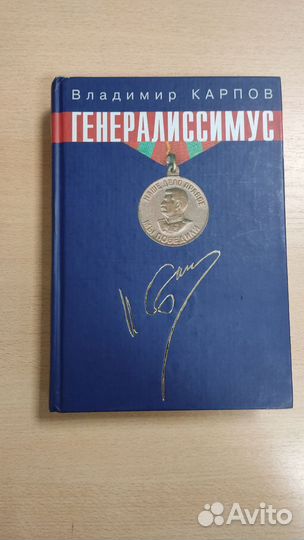 Владимир КАРПОВ
ГЕНЕРАЛИССИМУС
НАШЕ ДЕЛО ПРАВОЕ
МЫ ПОБЕДИЛИ
Avito